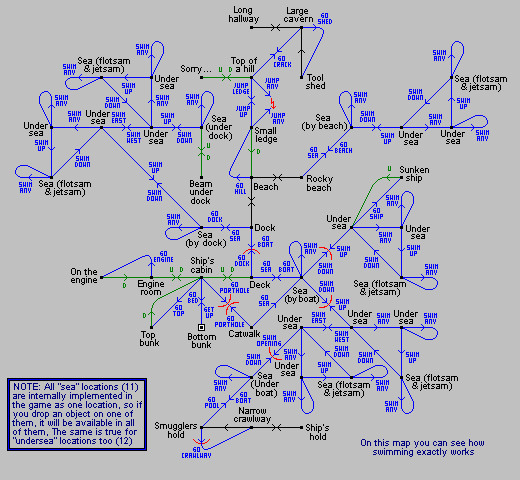 Long
hallway
Large
cavern
GO
SHED
GO
CRACK
Sea (flotsam
& jetsam)
SWIM
ANY
SWIM
ANY
Under
sea
Sorry...
U
D
Top of
a hill
Tool
shed
Sea (flotsam
& jetsam)
SWIM
ANY
SWIM
DOWN
SWIM
UP
JUMP
LEDGE
JUMP
ANY
SWIM
ANY
SWIM
DOWN
SWIM
UP
SWIM
ANY
SWIM
ANY
Under
sea
Under
sea
SWIM
EAST
SWIM
WEST
Under
sea
SWIM
DOWN
SWIM
UP
Sea
(under
dock)
JUMP
UP
JUMP
ANY
Small
ledge
Sea
(by beach)
SWIM
DOWN
SWIM
UP
Under
sea
Under
sea
SWIM
ANY
SWIM
UP
SWIM
DOWN
U
D
D
GO
SEA
GO
BEACH
SWIM
ANY
Sea (flotsam
& jetsam)
SWIM
UP
SWIM
DOWN
Beam
under
dock
GO
HILL
Beach
Rocky
beach
U
Sunken
ship
GO
SHIP
SWIM
ANY
Sea
(by dock)
GO
DOCK
GO
SEA
Dock
Under
sea
SWIM
ANY
Under
sea
SWIM
ANY
GO
DOCK
GO
BOAT
SWIM
UP
SWIM
DOWN
SWIM
DOWN
SWIM
UP
On the
engine
GO
ENGINE
U
D
Engine
room
U
D
Ship's
cabin
U
D
GO
PORTHOLE
GO
PORTHOLE
Deck
GO
SEA
GO
BOAT
Sea
(by boat)
SWIM
ANY
Sea (flotsam
& jetsam)
D
GO
TOP
GO
BED
GET
UP
GO
SEA
SWIM
DOWN
SWIM
UP
Top
bunk
Bottom
bunk
Catwalk
Under
sea
SWIM
EAST
SWIM
WEST
Under
sea
SWIM
ANY
SWIM
OPENING
SWIM
ANY
SWIM
DOWN
SWIM
UP
SWIM
DOWN
SWIM
UP
Under
sea
Sea
(Under
boat)
SWIM
ANY
Sea (flotsam
& jetsam)
SWIM
ANY
Sea (flotsam
& jetsam)
SWIM
ANY
GO
POOL
GO
BOAT
Smugglers
hold
Narrow
crawlway
GO
CRAWLWAY
Ship's
hold
NOTE: All "sea" locations (11)
are internally implemented
in the game as one location, so if
you drop an object on one of
them, it will be available in all
of them, The same is true for
"undersea" locations too (12)
On this map you can see how
swimming exactly works